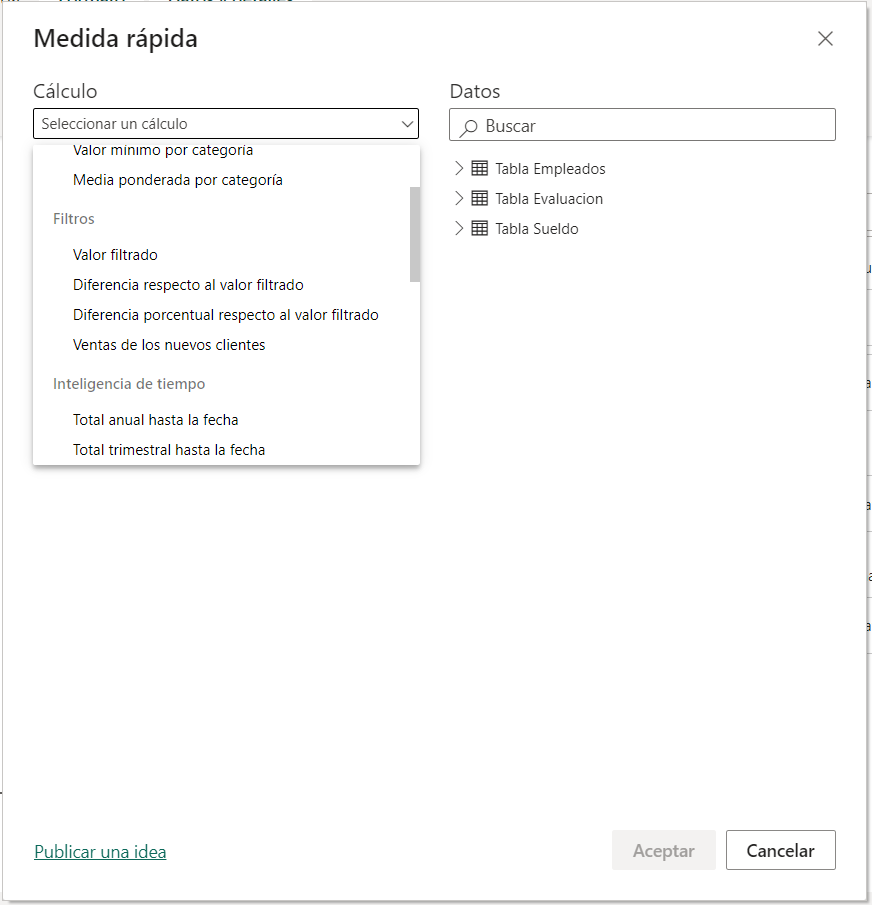 Medida rápida
Cálculo
Seleccionar un cálculo
Valor mínimo por categoría
Media ponderada por categoría
Filtros
Valor filtrado
Diferencia respecto al valor filtrado
Diferencia porcentual respecto al valor filtrado
Ventas de los nuevos clientes
Inteligencia de tiempo
Total anual hasta la fecha
Total trimestral hasta la fecha
Datos
Buscar
Tabla Empleados
Tabla Evaluacion
Tabla Sueldo
Publicar una idea
Aceptar
Cancelar